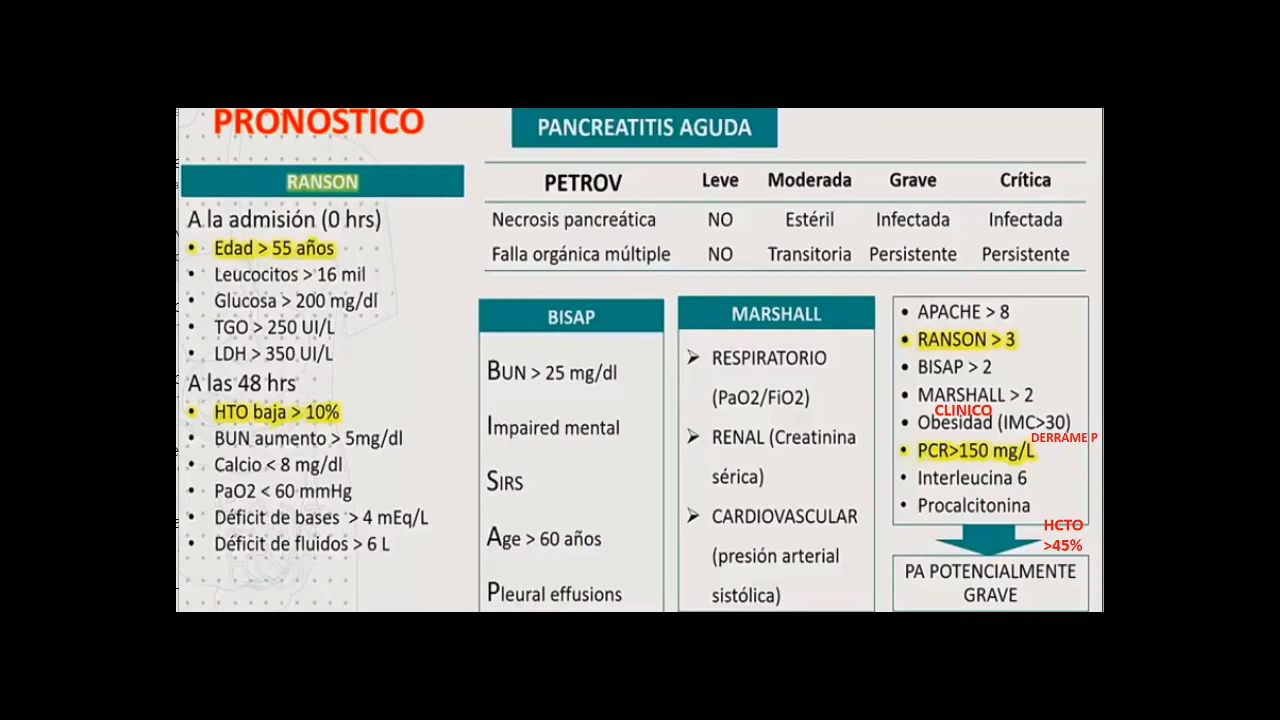 PRONOSTICO
PANCREATITIS AGUDA
RANSON
A la admisión (0 hrs)
• Edad > 55 años
• Leucocitos > 16 mil
• Glucosa > 200 mg/dl
• TGO > 250 UI/L
• LDH > 350 UI/L
A las 48 hrs
• HTO baja > 10%
• BUN aumento > 5mg/dl
• Calcio < 8 mg/dl
• PaO2 < 60 mmHg
• Déficit de bases > 4 mEq/L
• Déficit de fluidos > 6 L
PETROV Leve Moderada Grave Crítica
Necrosis pancreática NO Estéril Infectada Infectada
Falla orgánica múltiple NO Transitoria Persistente Persistente
BISAP
BUN > 25 mg/dl
Impaired mental
SIRS
Age > 60 años
Pleural effusions
MARSHALL
➢ RESPIRATORIO
(PaO2/FiO2)
➢ RENAL (Creatinina
sérica)
➢ CARDIOVASCULAR
(presión arterial
sistólica)
• APACHE > 8
• RANSON > 3
• BISAP > 2
• MARSHALL > 2
CLINICO
• Obesidad (IMC>30)
DERRAME P
• PCR>150 mg/L
• Interleucina 6
• Procalcitonina
HCTO
>45%
PA POTENCIALMENTE
GRAVE